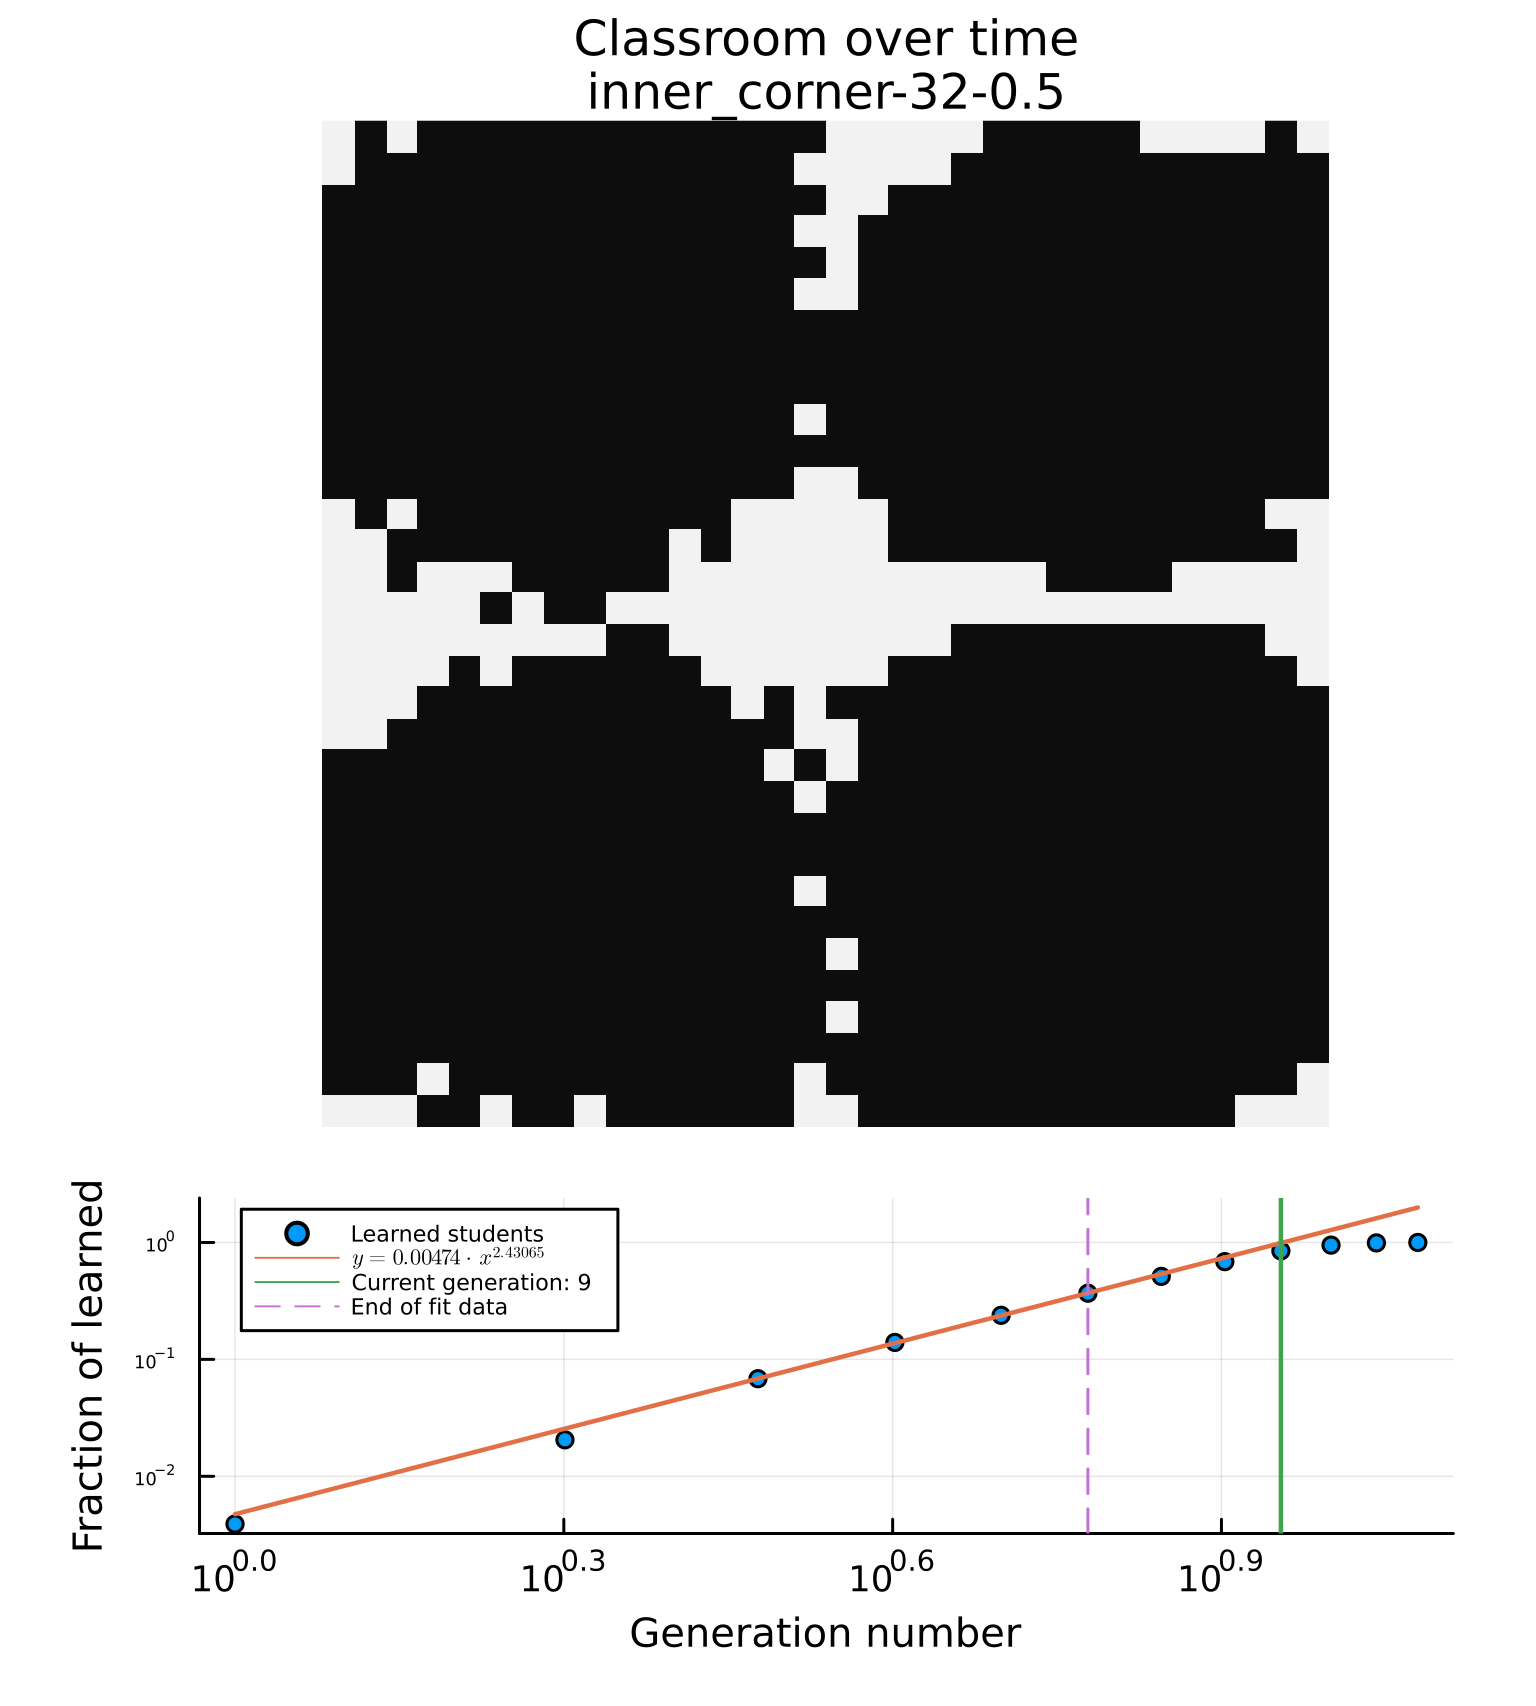 Classroom over time
inner_corner-32-0.5
Fraction of learned
10^0
10^-1
10^-2
Learned students
y = 0.00474 · x^2.43065
Current generation: 9
End of fit data
10^0.0 10^0.3 10^0.6 10^0.9
Generation number